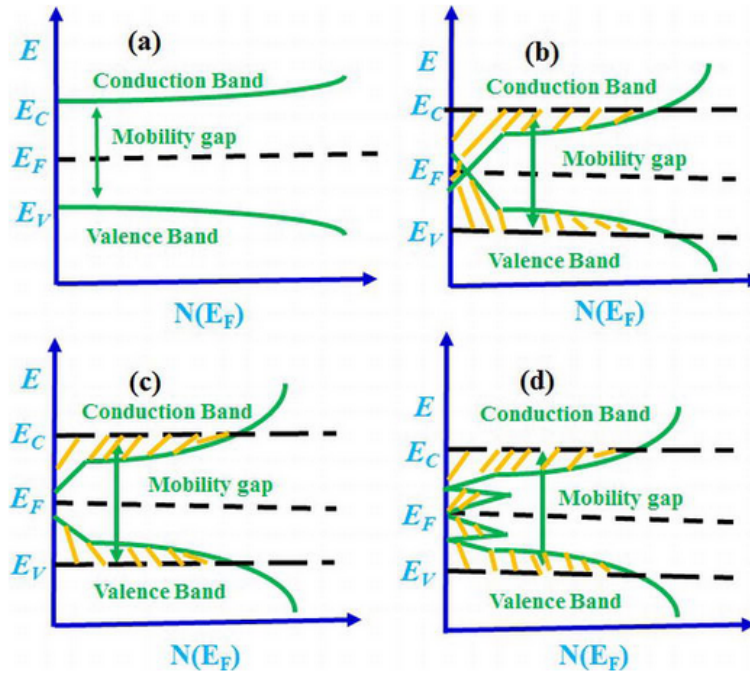 (a)
E
Conduction Band
E_C
Mobility gap
E_F
E_V
Valence Band
N(E_F)
(b)
E
Conduction Band
E_C
Mobility gap
E_F
E_V
Valence Band
N(E_F)
(c)
E
Conduction Band
E_C
Mobility gap
E_F
E_V
Valence Band
N(E_F)
(d)
E
Conduction Band
E_C
Mobility gap
E_F
E_V
Valence Band
N(E_F)